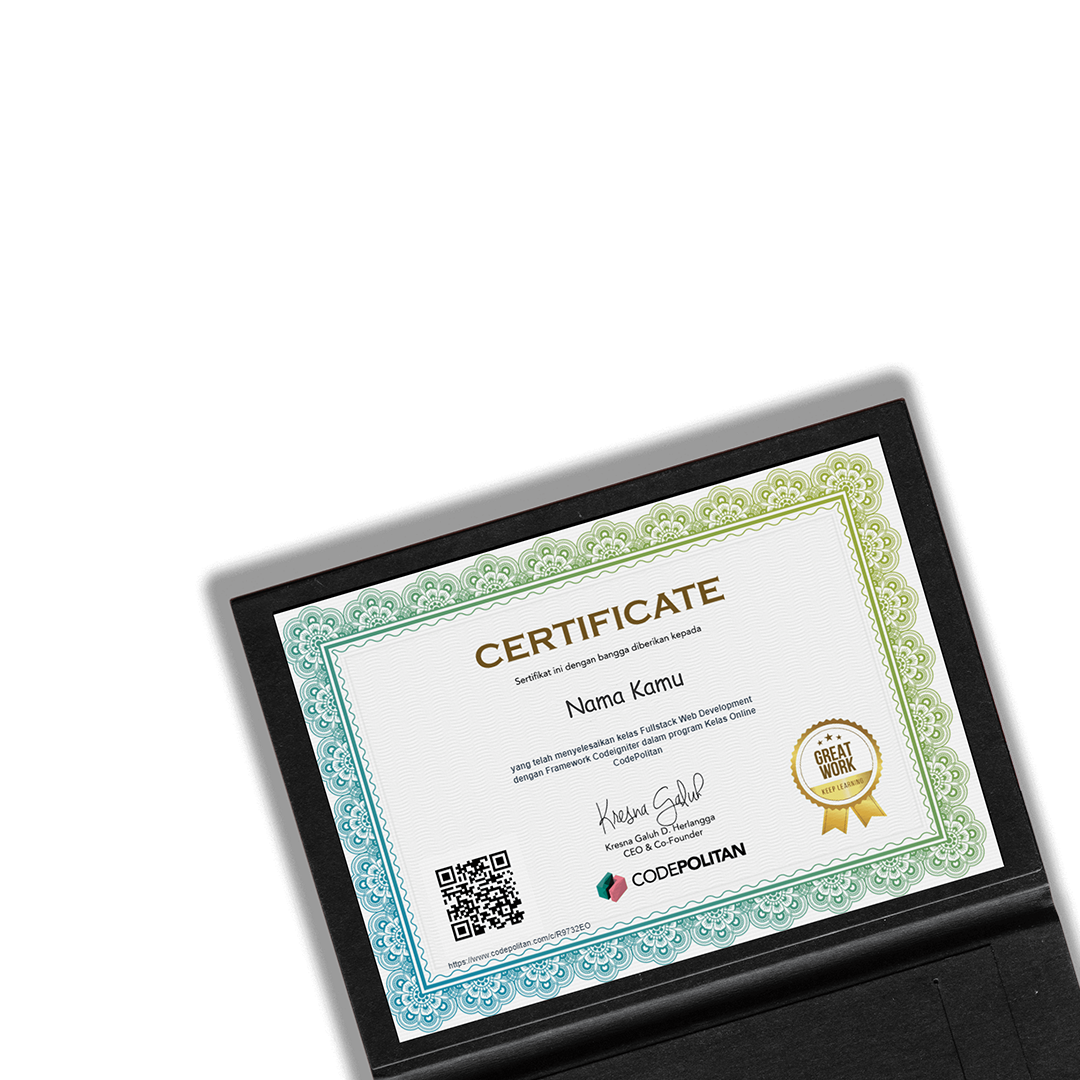 CERTIFICATE
Sertifikat ini dengan bangga diberikan kepada
Nama Kamu
yang telah menyelesaikan kelas Fullstack Web Development
dengan Framework Codeigniter dalam program Kelas Online
CodePolitan
GREAT
WORK
KEEP LEARNING
Kresna Galuh
Kresna Galuh D. Herlangga
CEO & Co-Founder
CODEPOLITAN
https://www.codepolitan.com/c/R9732EO